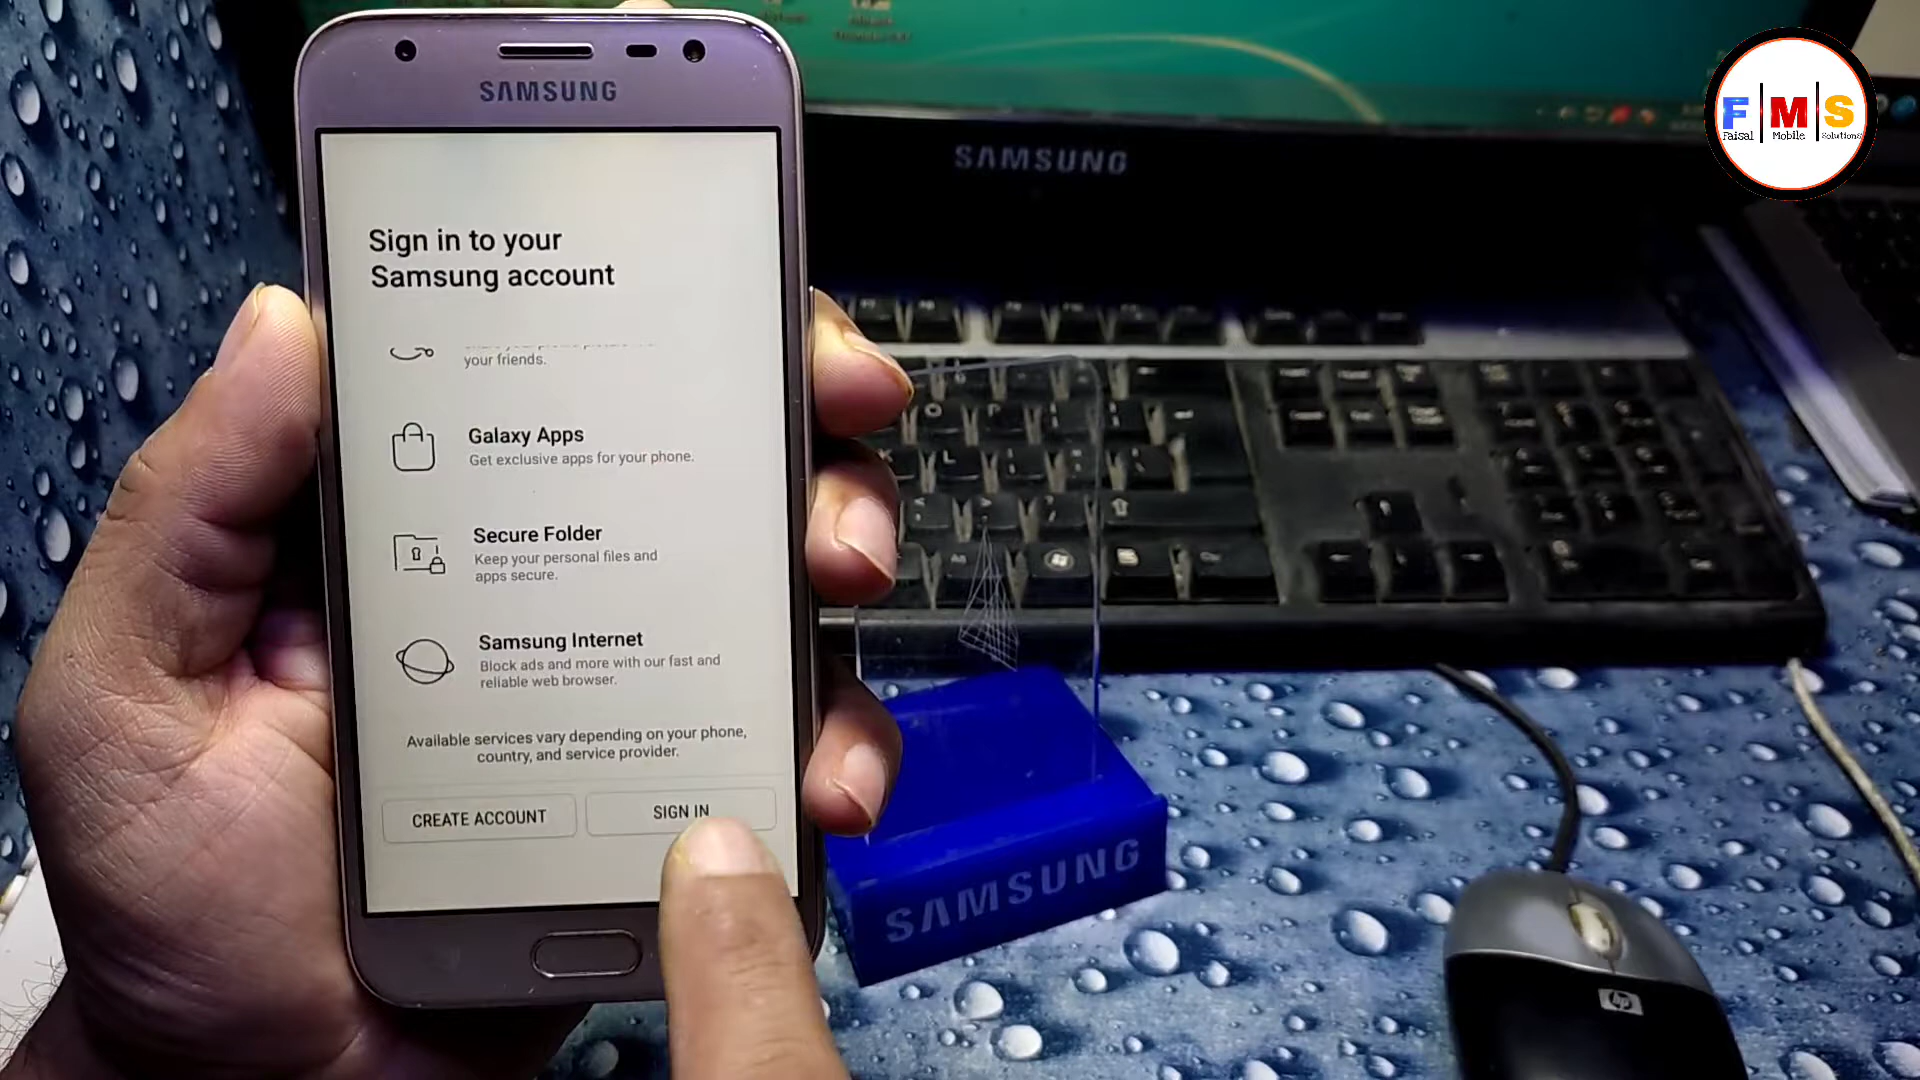 SAMSUNG
Sign in to your
Samsung account
your friends.
Galaxy Apps
Get exclusive apps for your phone.
Secure Folder
Keep your personal files and
apps secure.
Samsung Internet
Block ads and more with our fast and
reliable web browser.
Available services vary depending on your phone,
country, and service provider.
CREATE ACCOUNT
SIGN IN
SAMSUNG
F|M|S
Faisal Mobile Solutions
SAMSUNG
hp